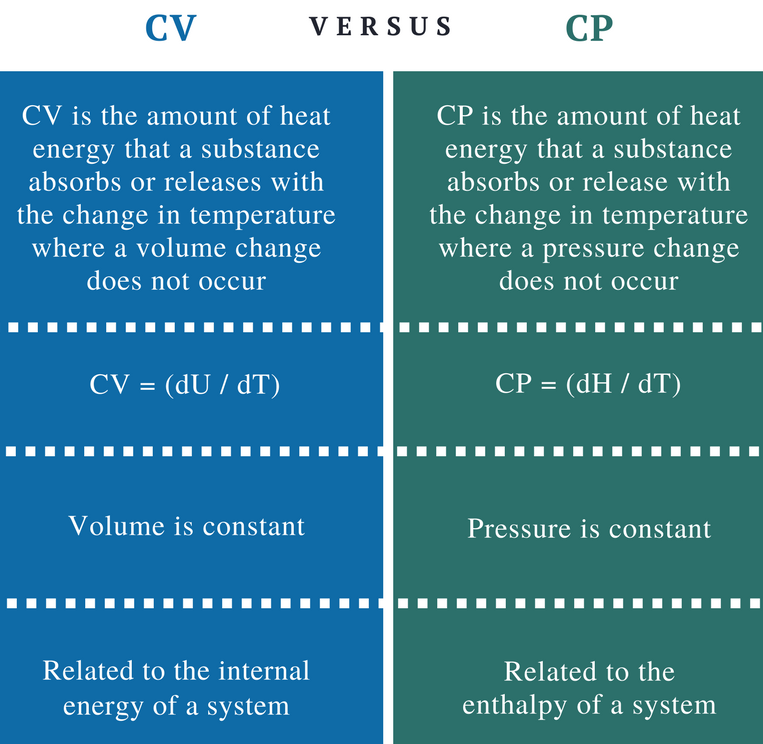 CV VERSUS CP
CV is the amount of heat
energy that a substance
absorbs or releases with
the change in temperature
where a volume change
does not occur
CP is the amount of heat
energy that a substance
absorbs or release with
the change in temperature
where a pressure change
does not occur
CV = (dU / dT)
CP = (dH / dT)
Volume is constant
Pressure is constant
Related to the internal
energy of a system
Related to the
enthalpy of a system